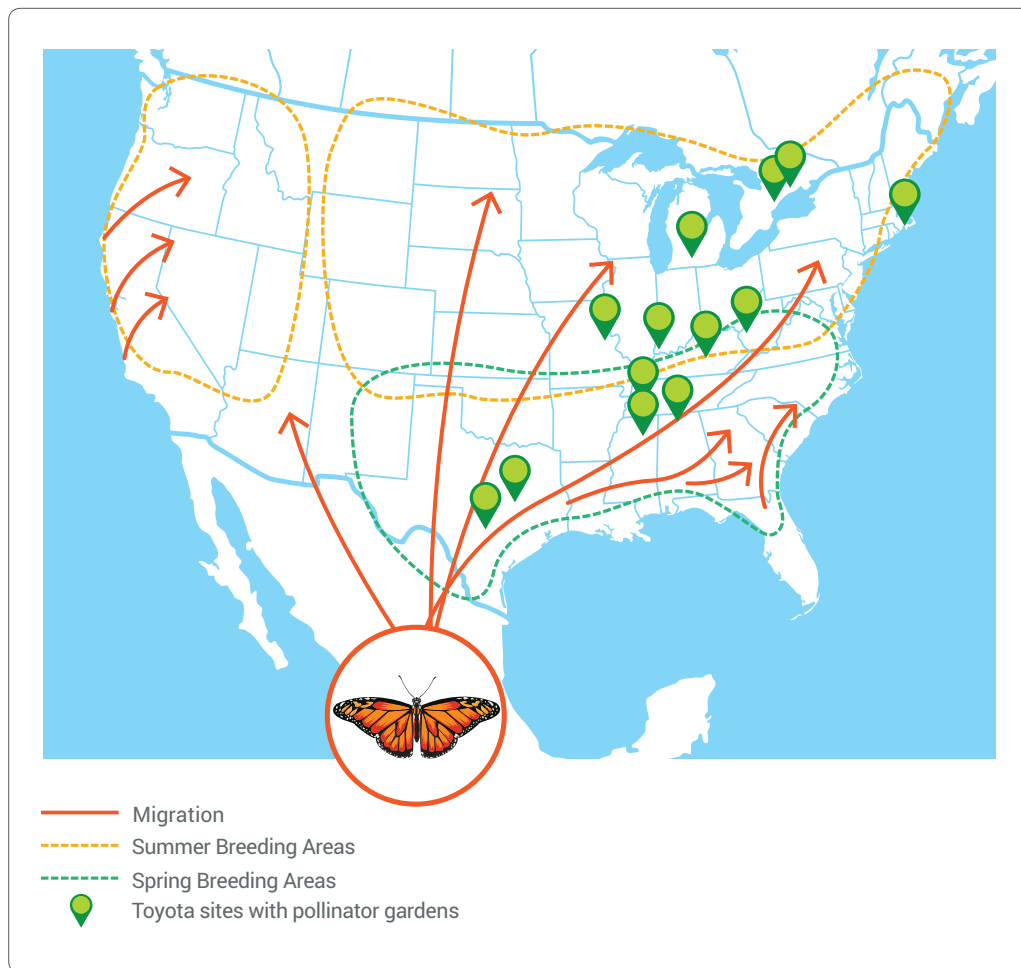 Migration
Summer Breeding Areas
Spring Breeding Areas
Toyota sites with pollinator gardens